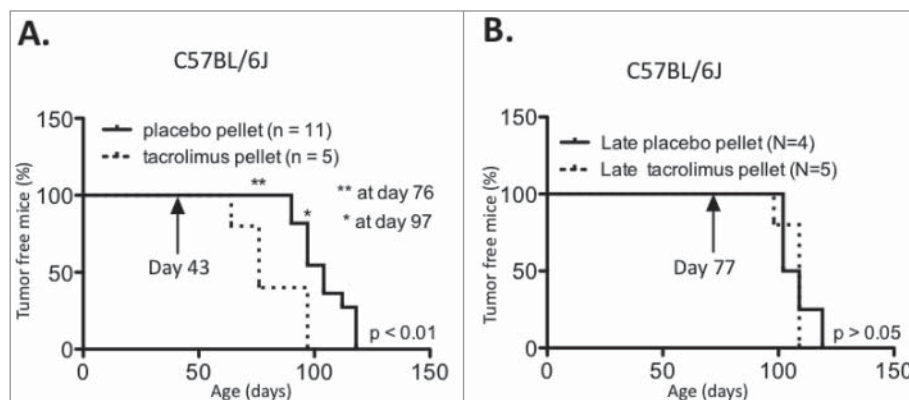 A.
C57BL/6J
placebo pellet (n = 11)
tacrolimus pellet (n = 5)
** at day 76
* at day 97
**
*
Day 43
p < 0.01
Tumor free mice (%)
150
100
50
0
0 50 100 150
Age (days)
B.
C57BL/6J
Late placebo pellet (N=4)
Late tacrolimus pellet (N=5)
Day 77
p > 0.05
Tumor free mice (%)
150
100
50
0
0 50 100 150
Age (days)